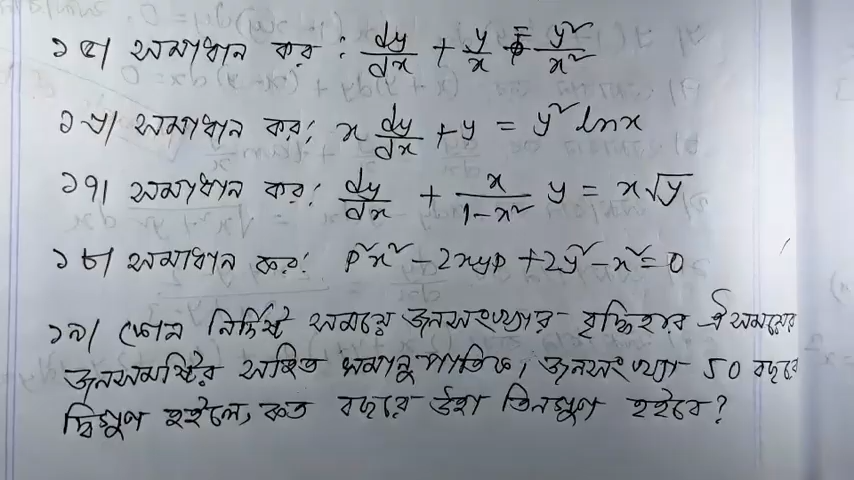 ১৫। সমাধান কর : dy/dx + y/x = y²/x²
১৬। সমাধান কর: x dy/dx + y = y² lnx
১৭। সমাধান কর: dy/dx + x/(1-x²) y = x√y
১৮। সমাধান কর: p²x² - 2xyp + 2y² - x² = 0
১৯। কোন নির্দিষ্ট সময়ে জনসংখ্যার বৃদ্ধিহার ঐ সময়ের
জনসমষ্টির সহিত সমানুপাতিক, জনসংখ্যা ৫০ বছরে
দ্বিগুণ হইলে, কত বছরে উহা তিনগুণ হইবে?